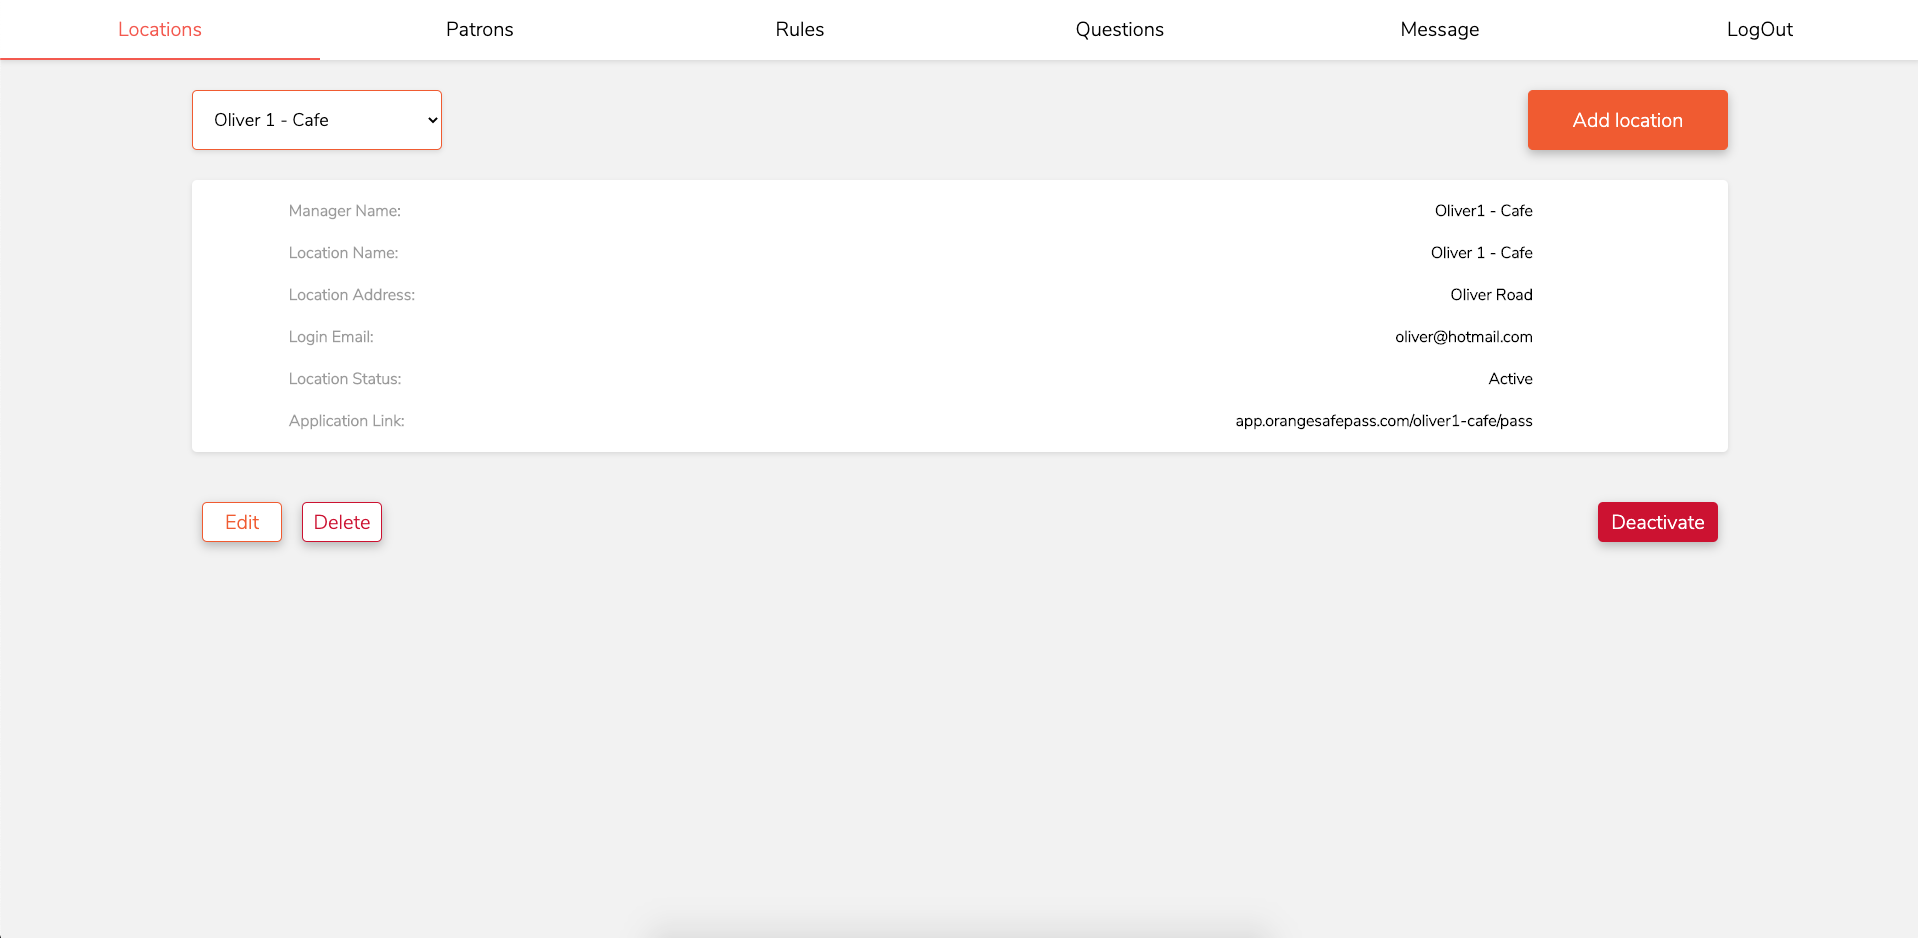 Locations Patrons Rules Questions Message LogOut
Oliver 1 - Cafe Add location
Manager Name: Oliver1 - Cafe
Location Name: Oliver 1 - Cafe
Location Address: Oliver Road
Login Email: oliver@hotmail.com
Location Status: Active
Application Link: app.orangesafepass.com/oliver1-cafe/pass
Edit Delete Deactivate